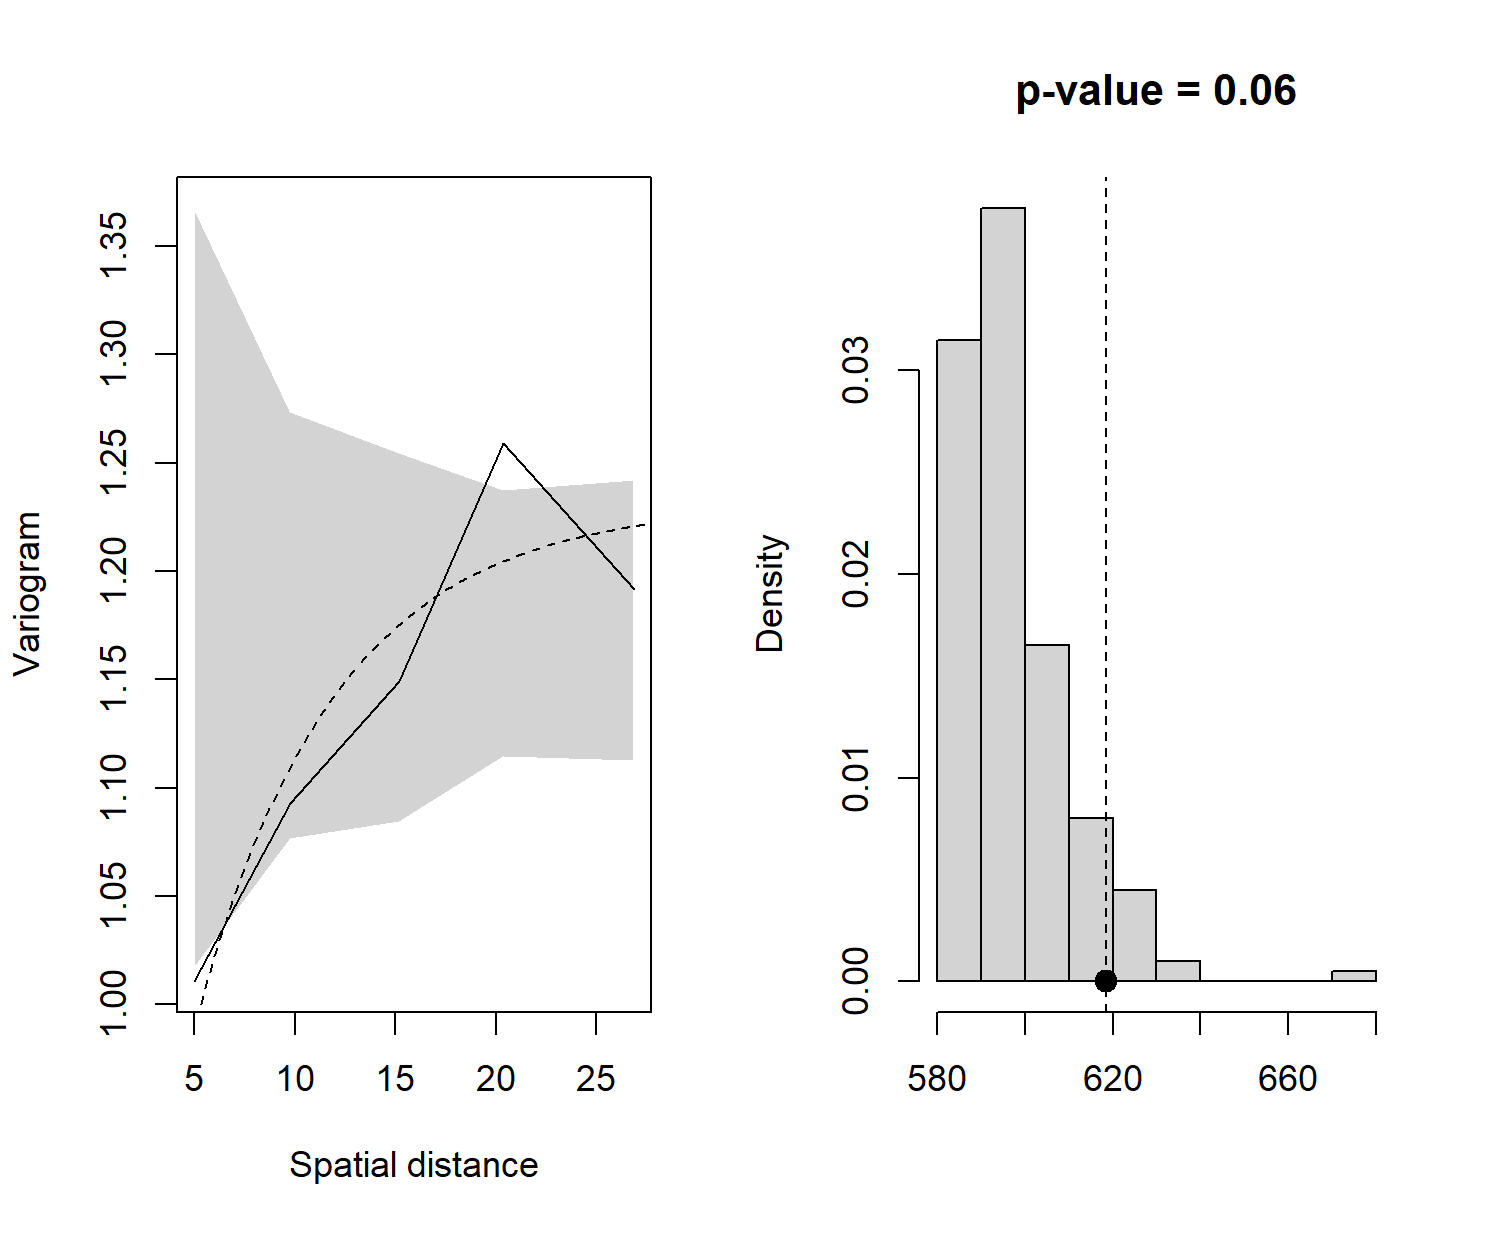 p-value = 0.06
Variogram
1.00 1.05 1.10 1.15 1.20 1.25 1.30 1.35
5 10 15 20 25
Spatial distance
Density
0.00 0.01 0.02 0.03
580 620 660